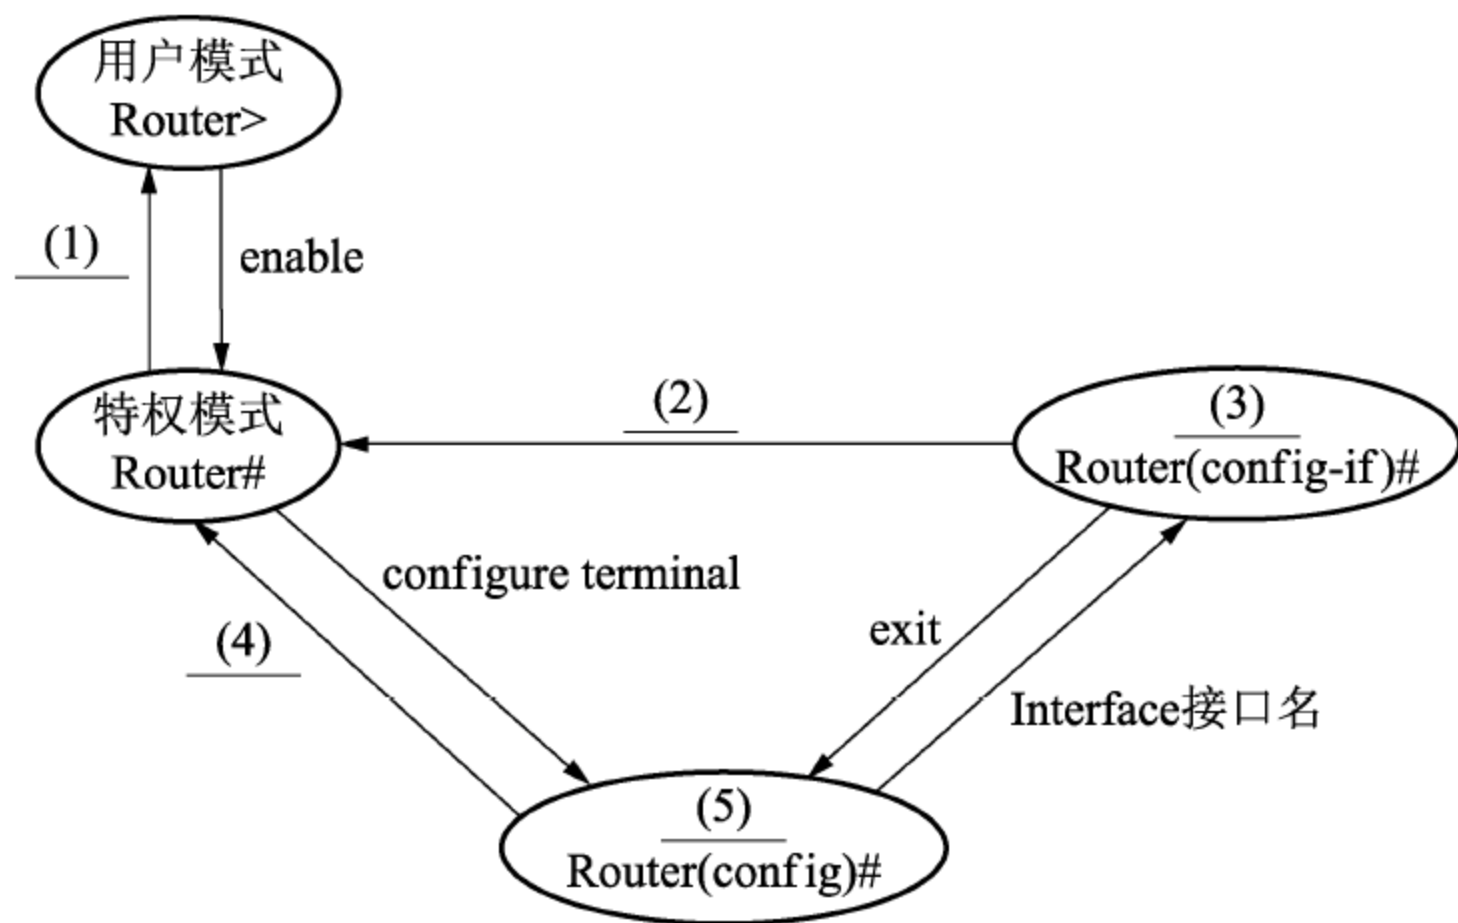 用户模式
Router>
(1)
enable
特权模式
Router#
(2)
(3)
Router(config-if)#
configure terminal
(4)
exit
Interface接口名
(5)
Router(config)#